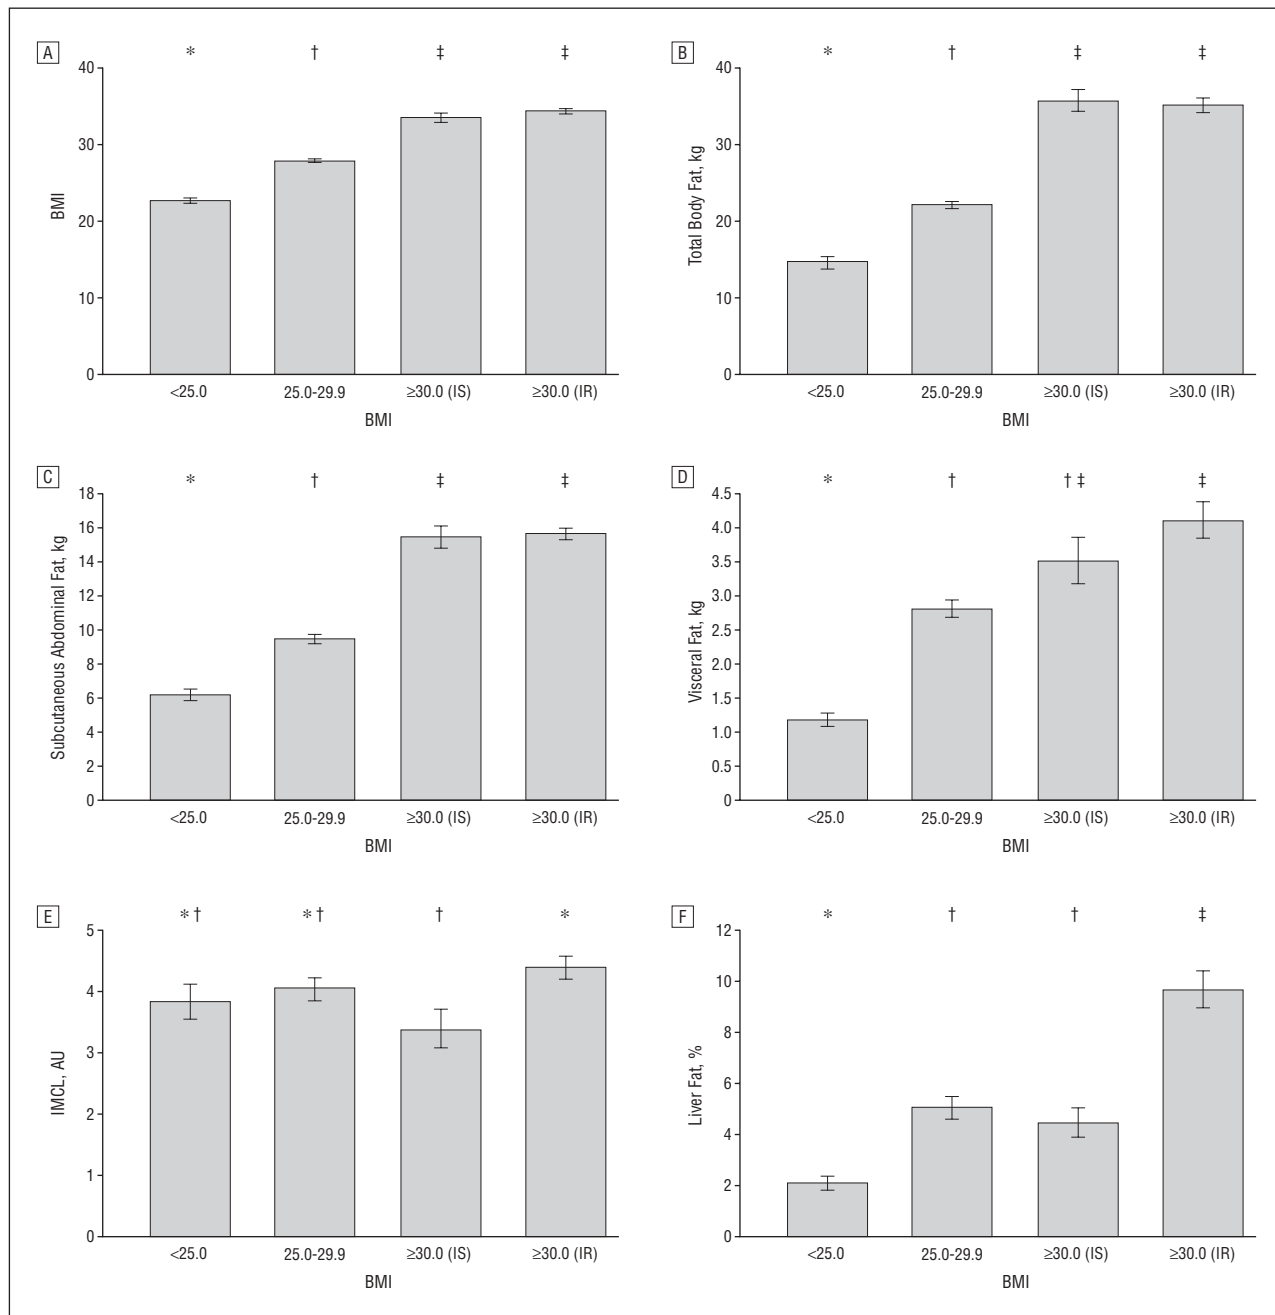 A
* † ‡ ‡
40
30
20
10
0
BMI
<25.0 25.0-29.9 ≥30.0 (IS) ≥30.0 (IR)
BMI
B
* † ‡ ‡
40
30
20
10
0
Total Body Fat, kg
<25.0 25.0-29.9 ≥30.0 (IS) ≥30.0 (IR)
BMI
C
* † ‡ ‡
18
16
14
12
10
8
6
4
2
0
Subcutaneous Abdominal Fat, kg
<25.0 25.0-29.9 ≥30.0 (IS) ≥30.0 (IR)
BMI
D
* † †‡ ‡
4.5
4.0
3.5
3.0
2.5
2.0
1.5
1.0
0.5
0
Visceral Fat, kg
<25.0 25.0-29.9 ≥30.0 (IS) ≥30.0 (IR)
BMI
E
*† *† † *
5
4
3
2
1
0
IMCL, AU
<25.0 25.0-29.9 ≥30.0 (IS) ≥30.0 (IR)
BMI
F
* † † ‡
12
10
8
6
4
2
0
Liver Fat, %
<25.0 25.0-29.9 ≥30.0 (IS) ≥30.0 (IR)
BMI